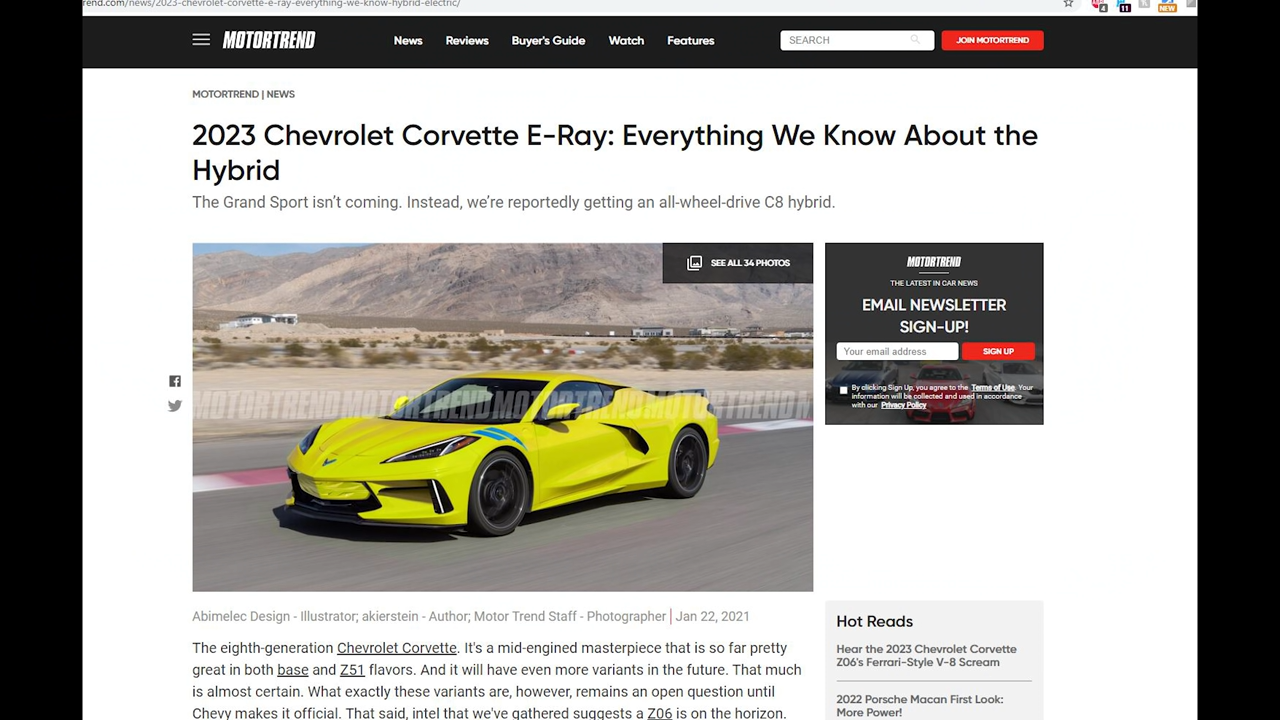 rend.com/news/2023-chevrolet-corvette-e-ray-everything-we-know-hybrid-electric/
4
11
NEW
MOTORTREND
News
Reviews
Buyer's Guide
Watch
Features
SEARCH
JOIN MOTORTREND
MOTORTREND | NEWS
2023 Chevrolet Corvette E-Ray: Everything We Know About the
Hybrid
The Grand Sport isn’t coming. Instead, we’re reportedly getting an all-wheel-drive C8 hybrid.
SEE ALL 34 PHOTOS
MOTORTREND MOTORTREND MOTORTREND
MOTORTREND
THE LATEST IN CAR NEWS
EMAIL NEWSLETTER
SIGN-UP!
Your email address
SIGN UP
By clicking Sign Up, you agree to the Terms of Use. Your
information will be collected and used in accordance
with our Privacy Policy
Abimelec Design - Illustrator; akierstein - Author; Motor Trend Staff - Photographer | Jan 22, 2021
The eighth-generation Chevrolet Corvette. It's a mid-engined masterpiece that is so far pretty
great in both base and Z51 flavors. And it will have even more variants in the future. That much
is almost certain. What exactly these variants are, however, remains an open question until
Chevy makes it official. That said, intel that we've gathered suggests a Z06 is on the horizon.
Hot Reads
Hear the 2023 Chevrolet Corvette
Z06's Ferrari-Style V-8 Scream
2022 Porsche Macan First Look:
More Power!